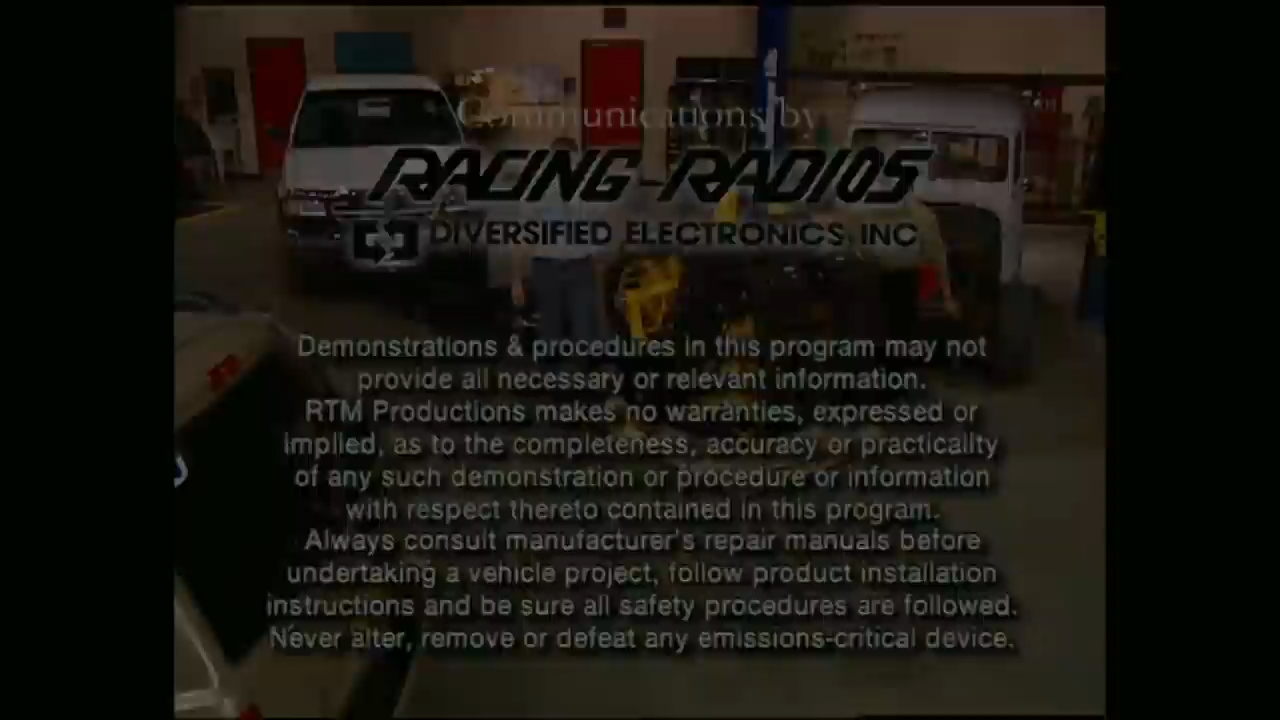 Communications by
RACING RADIOS
DIVERSIFIED ELECTRONICS, INC
Demonstrations & procedures in this program may not
provide all necessary or relevant information.
RTM Productions makes no warranties, expressed or
implied, as to the completeness, accuracy or practicality
of any such demonstration or procedure or information
with respect thereto contained in this program.
Always consult manufacturer's repair manuals before
undertaking a vehicle project, follow product installation
instructions and be sure all safety procedures are followed.
Never alter, remove or defeat any emissions-critical device.